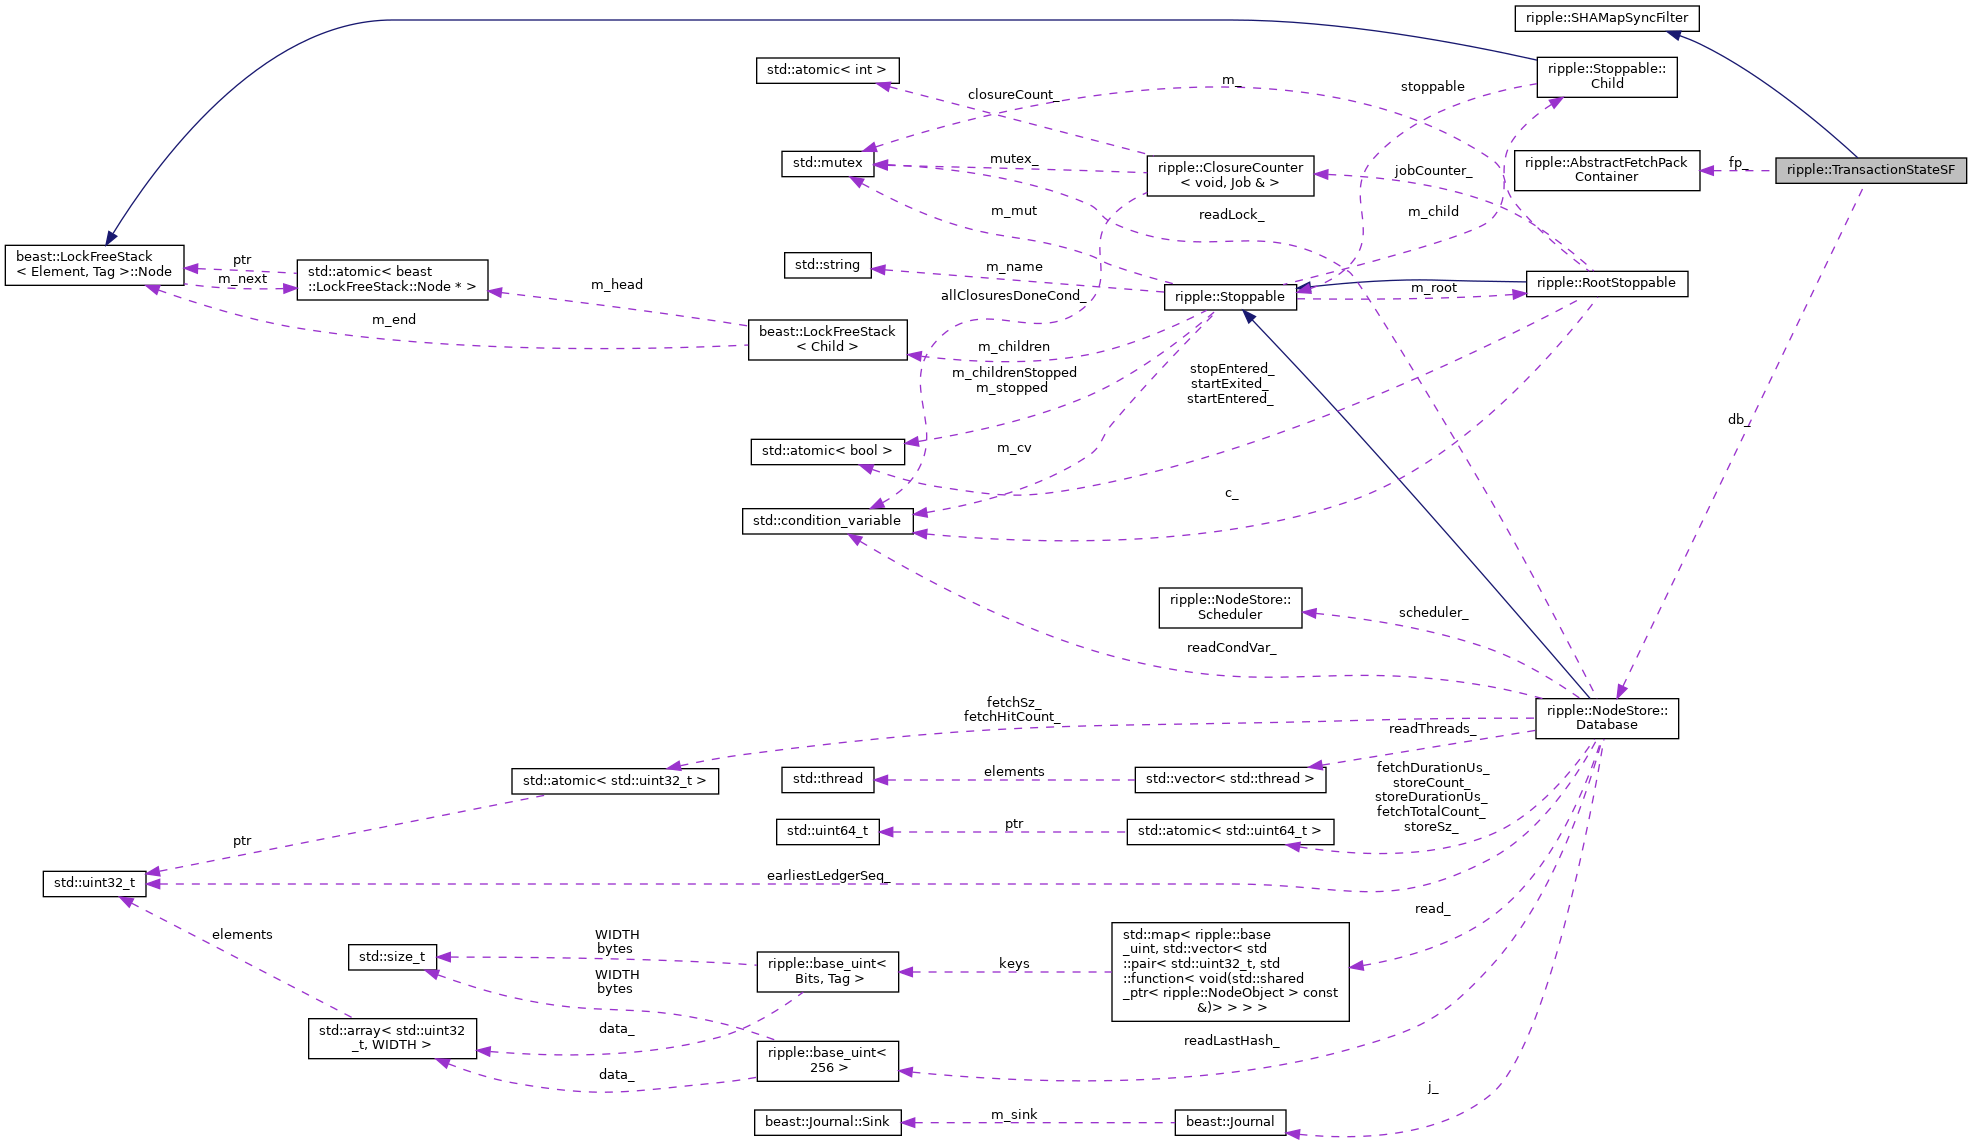 ripple::SHAMapSyncFilter
std::atomic< int >
ripple::Stoppable::
Child
m_
stoppable
closureCount_
std::mutex
mutex_
ripple::ClosureCounter
< void, Job & >
jobCounter_
ripple::AbstractFetchPack
Container
fp_
ripple::TransactionStateSF
m_mut
readLock_
m_child
beast::LockFreeStack
< Element, Tag >::Node
ptr
m_next
std::atomic< beast
::LockFreeStack::Node * >
m_head
m_end
std::string
m_name
allClosuresDoneCond_
ripple::Stoppable
m_root
ripple::RootStoppable
beast::LockFreeStack
< Child >
m_children
m_childrenStopped
m_stopped
stopEntered_
startExited_
startEntered_
db_
std::atomic< bool >
m_cv
c_
std::condition_variable
ripple::NodeStore::
Scheduler
scheduler_
readCondVar_
fetchSz_
fetchHitCount_
ripple::NodeStore::
Database
readThreads_
std::atomic< std::uint32_t >
std::thread
elements
std::vector< std::thread >
fetchDurationUs_
storeCount_
storeDurationUs_
fetchTotalCount_
storeSz_
std::uint64_t
ptr
std::atomic< std::uint64_t >
ptr
std::uint32_t
earliestLedgerSeq_
read_
elements
std::size_t
WIDTH
bytes
WIDTH
bytes
ripple::base_uint<
Bits, Tag >
keys
std::map< ripple::base
_uint, std::vector< std
::pair< std::uint32_t, std
::function< void(std::shared
_ptr< ripple::NodeObject > const
&)> > > >
std::array< std::uint32
_t, WIDTH >
data_
data_
ripple::base_uint<
256 >
readLastHash_
j_
beast::Journal::Sink
m_sink
beast::Journal